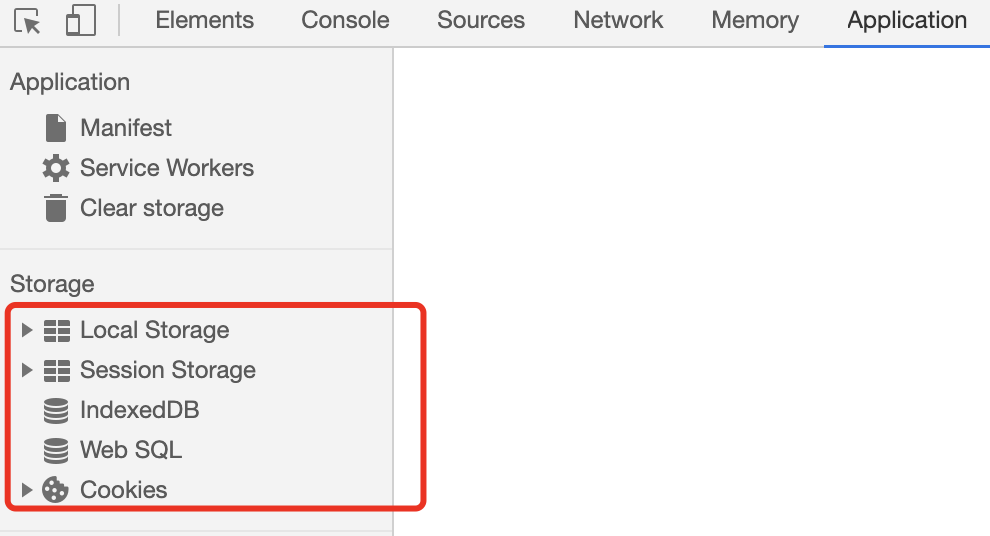 Elements Console Sources Network Memory Application
Application
Manifest
Service Workers
Clear storage
Storage
Local Storage
Session Storage
IndexedDB
Web SQL
Cookies